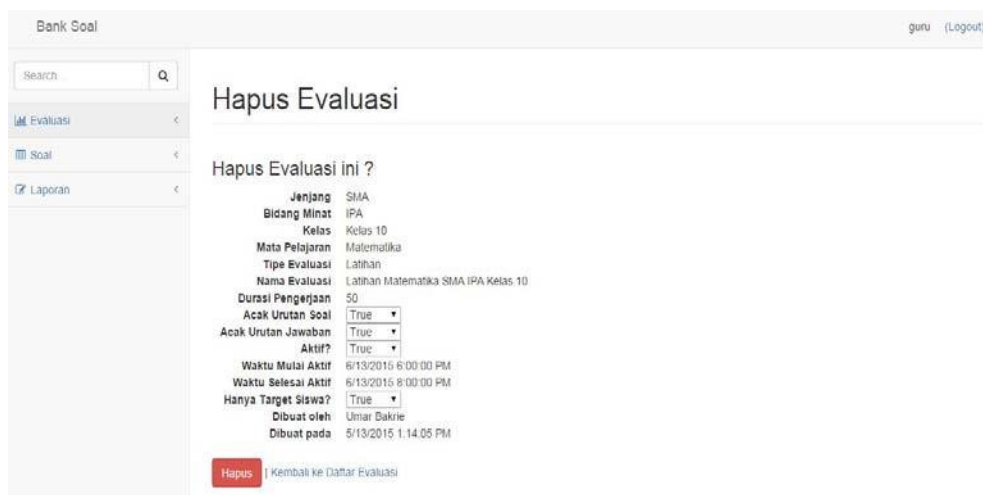 Bank Soal
guru (Logout)
Search
Hapus Evaluasi
Evaluasi
Soal
Laporan
Hapus Evaluasi ini ?
Jenjang SMA
Bidang Minat IPA
Kelas Kelas 10
Mata Pelajaran Matematika
Tipe Evaluasi Latihan
Nama Evaluasi Latihan Matematika SMA IPA Kelas 10
Durasi Pengerjaan 50
Acak Urutan Soal True
Acak Urutan Jawaban True
Aktif? True
Waktu Mulai Aktif 6/13/2015 6:00:00 PM
Waktu Selesai Aktif 6/13/2015 8:00:00 PM
Hanya Target Siswa? True
Dibuat oleh Umar Bakrie
Dibuat pada 5/13/2015 1:14:05 PM
Hapus | Kembali ke Daftar Evaluasi